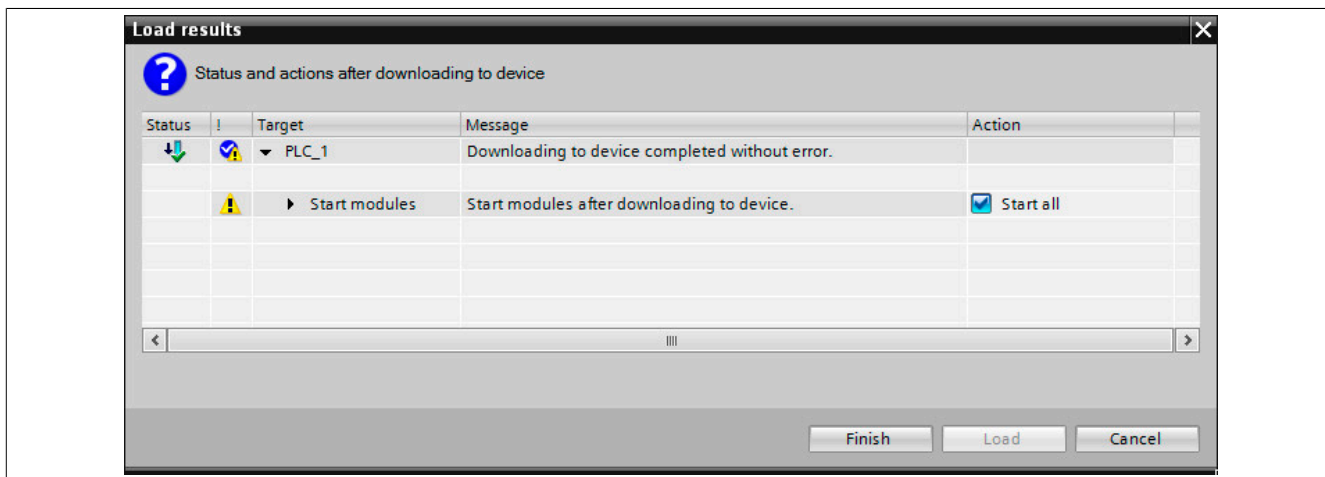 Load results
Status and actions after downloading to device
Status ! Target Message Action
PLC_1 Downloading to device completed without error.
Start modules Start modules after downloading to device. Start all
Finish Load Cancel